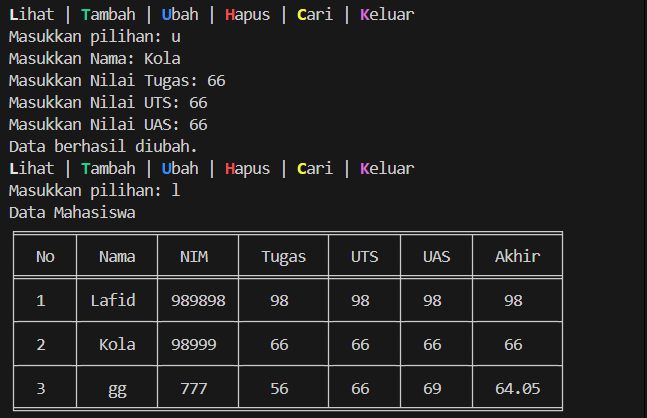 Lihat | Tambah | Ubah | Hapus | Cari | Keluar
Masukkan pilihan: u
Masukkan Nama: Kola
Masukkan Nilai Tugas: 66
Masukkan Nilai UTS: 66
Masukkan Nilai UAS: 66
Data berhasil diubah.
Lihat | Tambah | Ubah | Hapus | Cari | Keluar
Masukkan pilihan: l
Data Mahasiswa
No Nama NIM Tugas UTS UAS Akhir
1 Lafid 989898 98 98 98 98
2 Kola 98999 66 66 66 66
3 gg 777 56 66 69 64.05